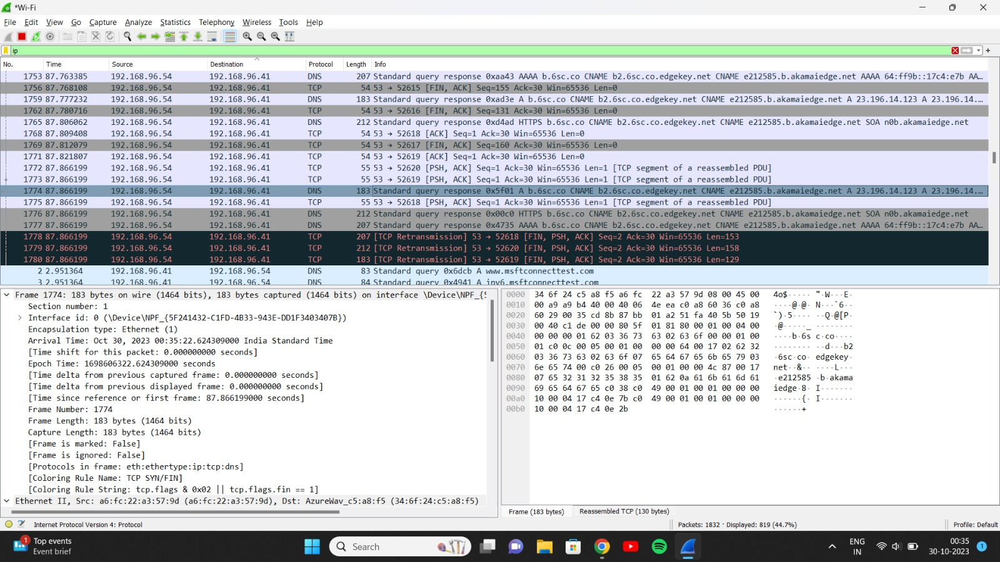 *Wi-Fi
File Edit View Go Capture Analyze Statistics Telephony Wireless Tools Help
ip
No. Time Source Destination Protocol Length Info
1753 87.763385 192.168.96.54 192.168.96.41 DNS 207 Standard query response 0xaa43 AAAA b.6sc.co CNAME b2.6sc.co.edgekey.net CNAME e212585.b.akamaiedge.net AAAA 64:ff9b::17c4:e7b AA…
1756 87.768108 192.168.96.54 192.168.96.41 TCP 54 53 → 52615 [FIN, ACK] Seq=155 Ack=30 Win=65536 Len=0
1759 87.777232 192.168.96.54 192.168.96.41 DNS 183 Standard query response 0xad3e A b.6sc.co CNAME b2.6sc.co.edgekey.net CNAME e212585.b.akamaiedge.net A 23.196.14.123 A 23.196.14.…
1762 87.780716 192.168.96.54 192.168.96.41 TCP 54 53 → 52616 [FIN, ACK] Seq=131 Ack=30 Win=65536 Len=0
1765 87.806062 192.168.96.54 192.168.96.41 DNS 212 Standard query response 0xd4ad HTTPS b.6sc.co CNAME b2.6sc.co.edgekey.net CNAME e212585.b.akamaiedge.net SOA n0b.akamaiedge.net
1768 87.809408 192.168.96.54 192.168.96.41 TCP 54 53 → 52618 [ACK] Seq=1 Ack=30 Win=65536 Len=0
1769 87.812079 192.168.96.54 192.168.96.41 TCP 54 53 → 52617 [FIN, ACK] Seq=160 Ack=30 Win=65536 Len=0
1771 87.821807 192.168.96.54 192.168.96.41 TCP 54 53 → 52619 [ACK] Seq=1 Ack=30 Win=65536 Len=0
1772 87.866199 192.168.96.54 192.168.96.41 TCP 55 53 → 52620 [PSH, ACK] Seq=1 Ack=30 Win=65536 Len=1 [TCP segment of a reassembled PDU]
1773 87.866199 192.168.96.54 192.168.96.41 TCP 55 53 → 52619 [PSH, ACK] Seq=1 Ack=30 Win=65536 Len=1 [TCP segment of a reassembled PDU]
1774 87.866199 192.168.96.54 192.168.96.41 DNS 183 Standard query response 0x5f01 A b.6sc.co CNAME b2.6sc.co.edgekey.net CNAME e212585.b.akamaiedge.net A 23.196.14.123 A 23.196.14.…
1775 87.866199 192.168.96.54 192.168.96.41 TCP 55 53 → 52618 [PSH, ACK] Seq=1 Ack=30 Win=65536 Len=1 [TCP segment of a reassembled PDU]
1776 87.866199 192.168.96.54 192.168.96.41 DNS 212 Standard query response 0x00c0 HTTPS b.6sc.co CNAME b2.6sc.co.edgekey.net CNAME e212585.b.akamaiedge.net SOA n0b.akamaiedge.net
1777 87.866199 192.168.96.54 192.168.96.41 DNS 207 Standard query response 0x4735 AAAA b.6sc.co CNAME b2.6sc.co.edgekey.net CNAME e212585.b.akamaiedge.net AAAA 64:ff9b::17c4:e7b AA…
1778 87.866199 192.168.96.54 192.168.96.41 TCP 207 [TCP Retransmission] 53 → 52618 [FIN, PSH, ACK] Seq=2 Ack=30 Win=65536 Len=153
1779 87.866199 192.168.96.54 192.168.96.41 TCP 212 [TCP Retransmission] 53 → 52620 [FIN, PSH, ACK] Seq=2 Ack=30 Win=65536 Len=158
1780 87.866199 192.168.96.54 192.168.96.41 TCP 183 [TCP Retransmission] 53 → 52619 [FIN, PSH, ACK] Seq=2 Ack=30 Win=65536 Len=129
2 2.951364 192.168.96.41 192.168.96.54 DNS 83 Standard query 0x6dcb A www.msftconnecttest.com
3 2.951364 192.168.96.41 192.168.96.54 DNS 84 Standard query 0x4941 A ipv6.msftconnecttest.com
Frame 1774: 183 bytes on wire (1464 bits), 183 bytes captured (1464 bits) on interface \Device\NPF_{5
Section number: 1
Interface id: 0 (\Device\NPF_{5F241432-C1FD-4B33-943E-DD1F3403407B})
Encapsulation type: Ethernet (1)
Arrival Time: Oct 30, 2023 00:35:22.624309000 India Standard Time
[Time shift for this packet: 0.000000000 seconds]
Epoch Time: 1698606322.624309000 seconds
[Time delta from previous captured frame: 0.000000000 seconds]
[Time delta from previous displayed frame: 0.000000000 seconds]
[Time since reference or first frame: 87.866199000 seconds]
Frame Number: 1774
Frame Length: 183 bytes (1464 bits)
Capture Length: 183 bytes (1464 bits)
[Frame is marked: False]
[Frame is ignored: False]
[Protocols in frame: eth:ethertype:ip:tcp:dns]
[Coloring Rule Name: TCP SYN/FIN]
[Coloring Rule String: tcp.flags & 0x02 || tcp.flags.fin == 1]
Ethernet II, Src: a6:fc:22:a3:57:9d (a6:fc:22:a3:57:9d), Dst: AzureWav_c5:a8:f5 (34:6f:24:c5:a8:f5)
0000 34 6f 24 c5 a8 f5 a6 fc 22 a3 57 9d 08 00 45 00 4o$····· "·W···E·
0010 00 a9 a9 b4 40 00 40 06 4e ea c0 a8 60 36 c0 a8 ····@·@· N···`6··
0020 60 29 00 35 cd 8b 87 bb 01 a2 51 fa 40 5b 50 19 `)·5···· ··Q·@[P·
0030 00 40 c1 de 00 00 80 5f 01 81 80 00 01 00 04 00 ·@·····_ ········
0040 00 00 00 01 62 03 36 73 63 02 63 6f 00 00 01 00 ····b·6s c·co····
0050 01 c0 0c 00 05 00 01 00 00 00 64 00 17 02 62 32 ········ ··d···b2
0060 03 36 73 63 02 63 6f 07 65 64 67 65 6b 65 79 03 ·6sc·co· edgekey·
0070 6e 65 74 00 c0 26 00 05 00 01 00 00 4c 87 00 17 net··&·· ····L···
0080 07 65 32 31 32 35 38 35 01 62 0a 61 6b 61 6d 61 ·e212585 ·b·akama
0090 69 65 64 67 65 c0 38 c0 49 00 01 00 01 00 00 00 iedge·8· I·······
00a0 10 00 04 17 c4 0e 7b c0 49 00 01 00 01 00 00 00 ······{· I·······
00b0 10 00 04 17 c4 0e 2b ······+
Frame (183 bytes) Reassembled TCP (130 bytes)
Internet Protocol Version 4: Protocol Packets: 1832 · Displayed: 819 (44.7%) Profile: Default
1 Top events
Event brief
Search
ENG
IN
00:35
30-10-2023
1